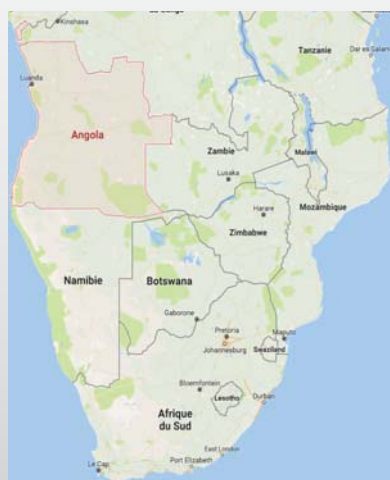 Kinshasa
Tanzanie
Dar es Salam
Luanda
Angola
Malawi
Zambie
Lusaka
Mozambique
Harare
Zimbabwe
Namibie
Botswana
Gaborone
Pretoria
Maputo
Johannesburg
Swaziland
Bloemfontein
Lesotho
Durban
Afrique
du Sud
East London
Le Cap
Port Elizabeth